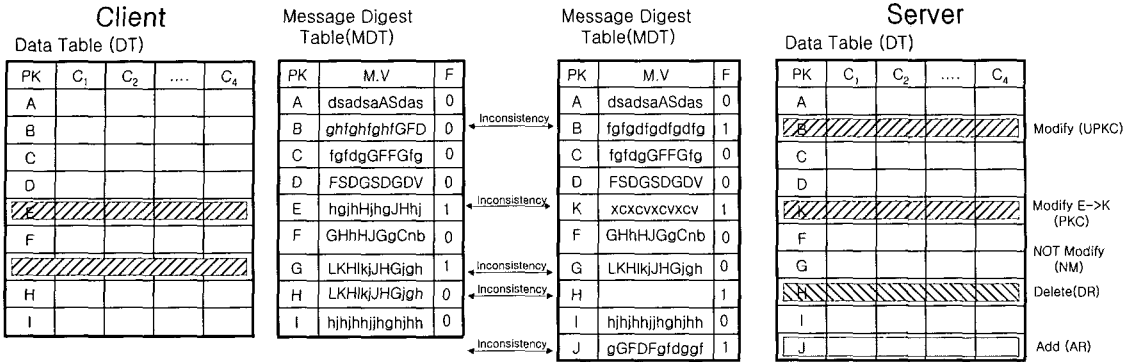 Client
Data Table (DT)
PK C1 C2 .... C4
A
B
C
D
E
F
H
I
Message Digest
Table(MDT)
PK M.V F
A dsadsaASdas 0
B ghfghfghfGFD 0
C fgfdgGFFGfg 0
D FSDGSDGDV 0
E hgjhHjhgJHhj 1
F GHhHJGgCnb 0
G LKHlkjJHGjgh 1
H LKHlkjJHGjgh 0
I hjhjhhjjhghjhh 0
Inconsistency
Inconsistency
Inconsistency
Inconsistency
Inconsistency
Message Digest
Table(MDT)
PK M.V F
A dsadsaASdas 0
B fgfgdfgdfgdfg 1
C fgfdgGFFGfg 0
D FSDGSDGDV 0
K xcxcvxcvxcv 1
F GHhHJGgCnb 0
G LKHlkjJHGjgh 0
H 1
I hjhjhhjjhghjhh 0
J gGFDFgfdggf 1
Server
Data Table (DT)
PK C1 C2 .... C4
A
B
C
D
K
F
G
H
I
J
Modify (UPKC)
Modify E->K
(PKC)
NOT Modify
(NM)
Delete(DR)
Add (AR)